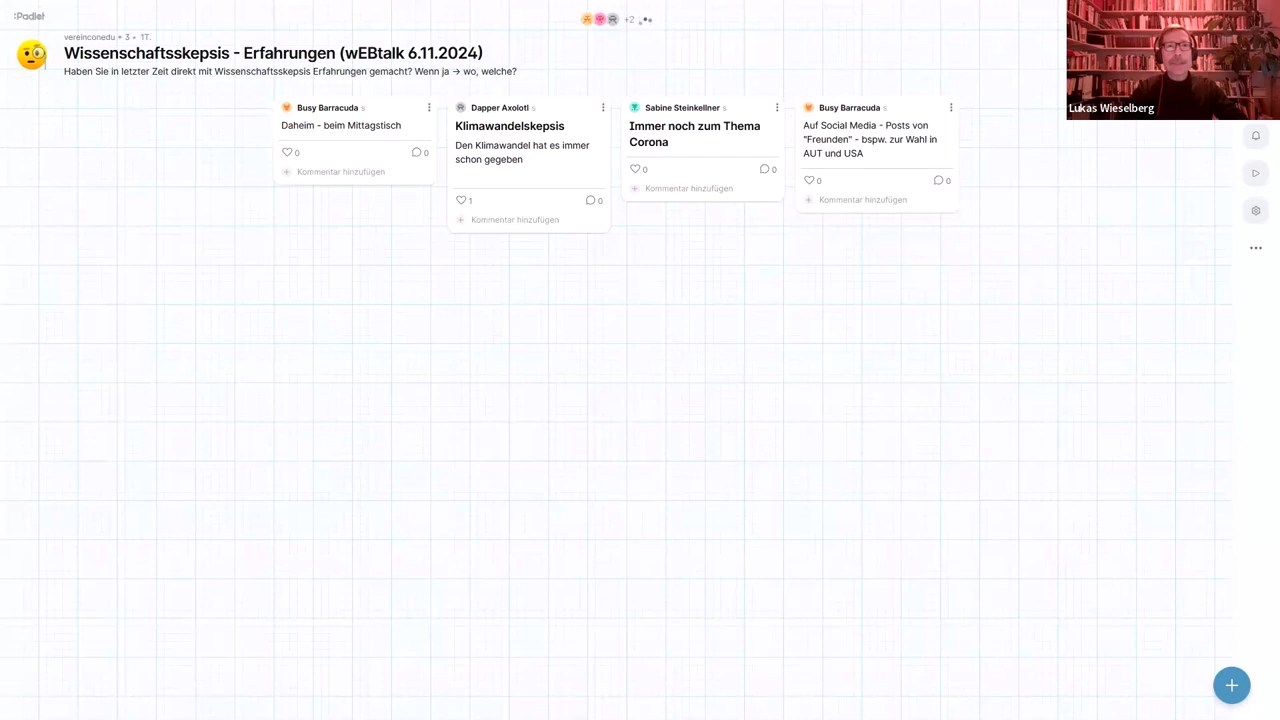 :Padlet
+2
vereinconedu + 3 • 1T.
Wissenschaftsskepsis - Erfahrungen (wEBtalk 6.11.2024)
Haben Sie in letzter Zeit direkt mit Wissenschaftsskepsis Erfahrungen gemacht? Wenn ja → wo, welche?
Lukas Wieselberg
Busy Barracuda s
Daheim - beim Mittagstisch
0 0
Kommentar hinzufügen
Dapper Axolotl s
Klimawandelskepsis
Den Klimawandel hat es immer
schon gegeben
1 0
Kommentar hinzufügen
Sabine Steinkellner s
Immer noch zum Thema
Corona
0 0
Kommentar hinzufügen
Busy Barracuda s
Auf Social Media - Posts von
"Freunden" - bspw. zur Wahl in
AUT und USA
0 0
Kommentar hinzufügen